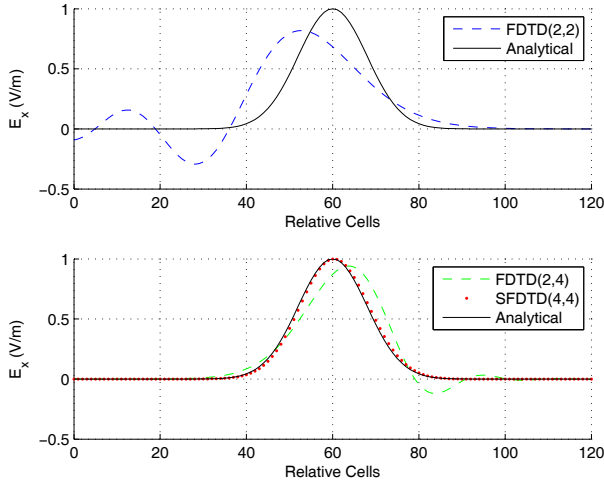 1
0.5
0
−0.5
E_x (V/m)
FDTD(2,2)
Analytical
0 20 40 60 80 100 120
Relative Cells
1
0.5
0
−0.5
E_x (V/m)
FDTD(2,4)
SFDTD(4,4)
Analytical
0 20 40 60 80 100 120
Relative Cells